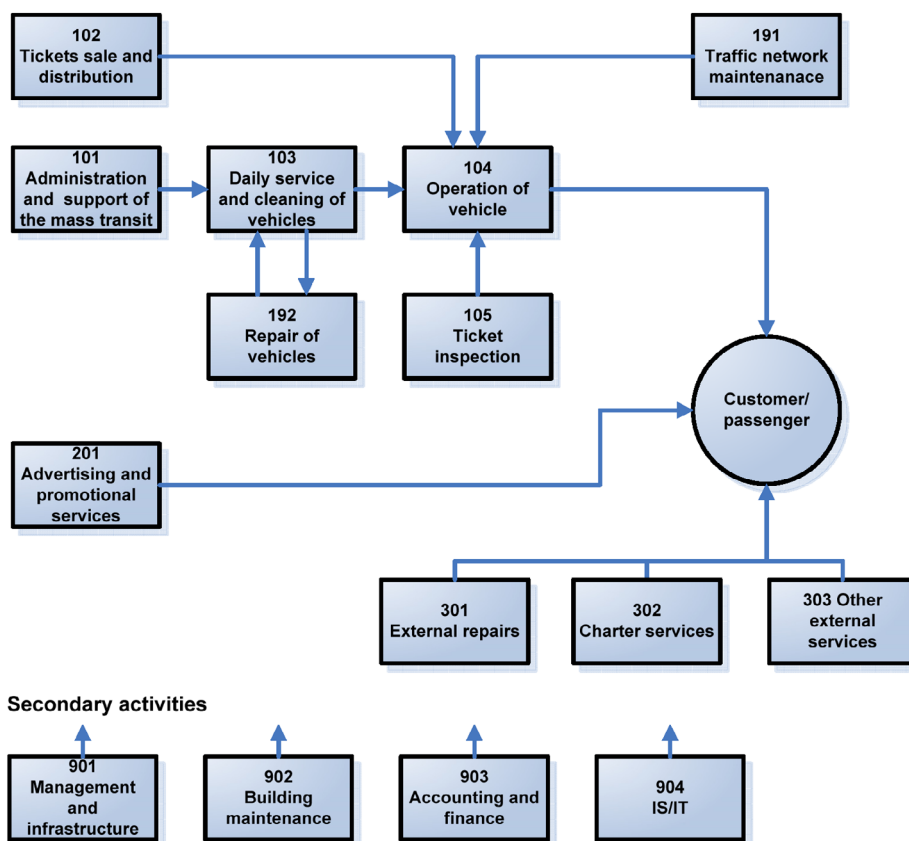 102
Tickets sale and
distribution
191
Traffic network
maintenanace
101
Administration
and support of
the mass transit
103
Daily service
and cleaning of
vehicles
104
Operation of
vehicle
192
Repair of
vehicles
105
Ticket
inspection
Customer/
passenger
201
Advertising and
promotional
services
301
External repairs
302
Charter services
303 Other
external
services
Secondary activities
901
Management
and
infrastructure
902
Building
maintenance
903
Accounting and
finance
904
IS/IT